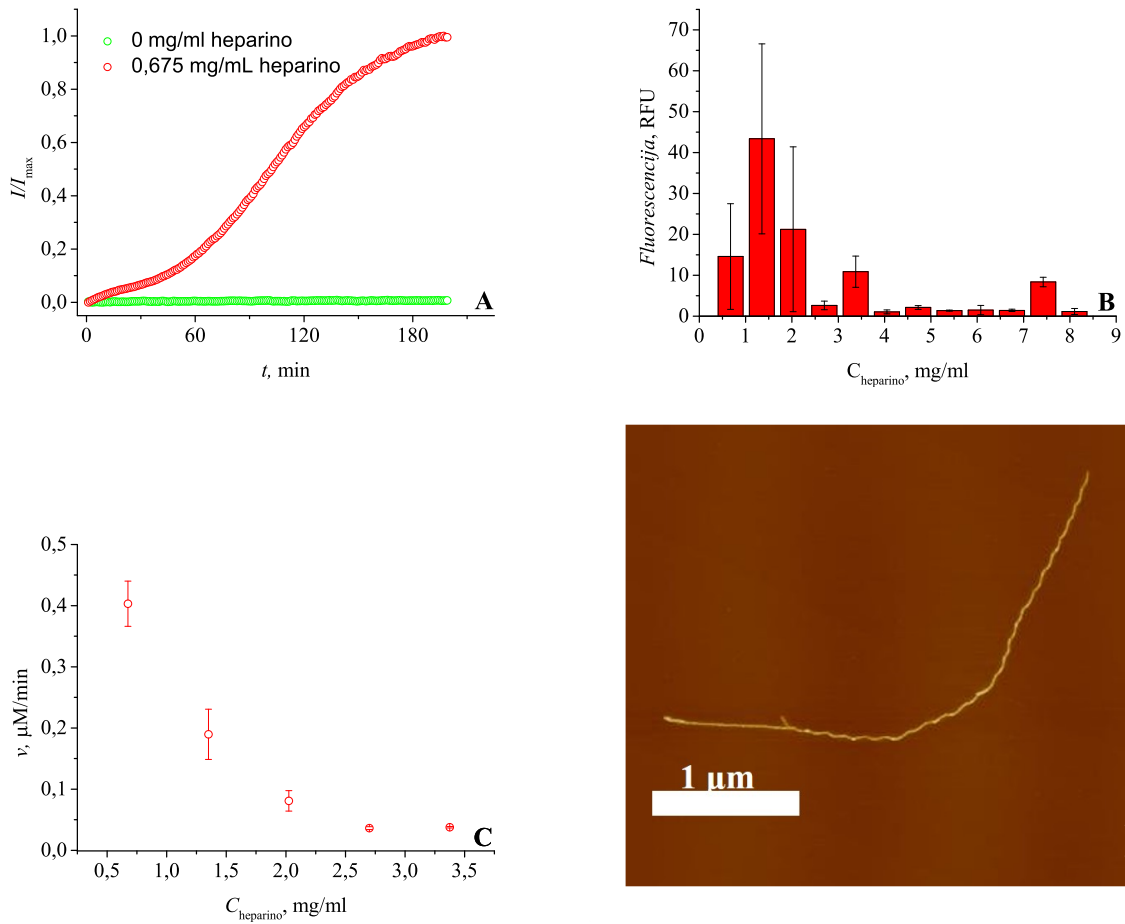 1,0
0,8
0,6
0,4
0,2
0,0
I/Imax
0 mg/ml heparino
0,675 mg/mL heparino
A
0 60 120 180
t, min
70
60
50
40
30
20
10
0
Fluorescencija, RFU
B
0 1 2 3 4 5 6 7 8 9
Cheparino, mg/ml
0,5
0,4
0,3
0,2
0,1
0,0
v, µM/min
C
0,5 1,0 1,5 2,0 2,5 3,0 3,5
Cheparino, mg/ml
1 µm